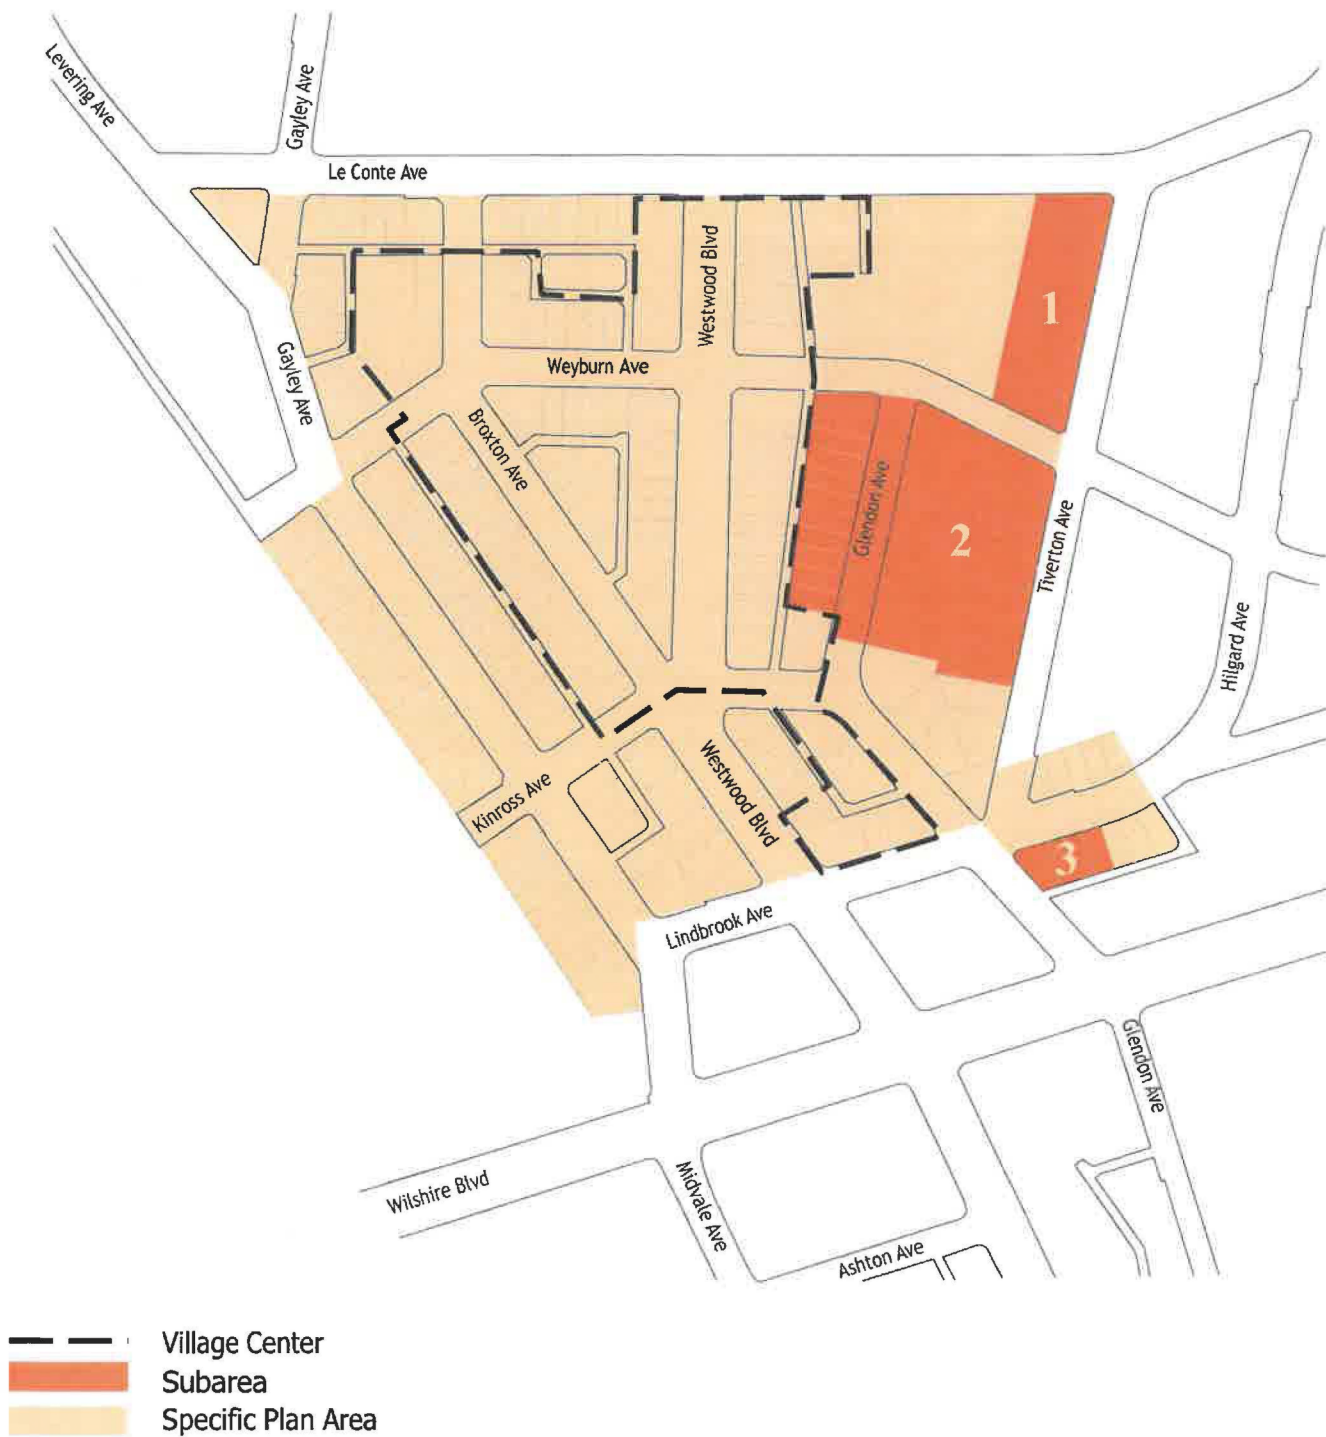 Levering Ave
Gayley Ave
Le Conte Ave
Westwood Blvd
1
Gayley Ave
Weyburn Ave
Broxton Ave
Glendon Ave
2
Tiverton Ave
Hilgard Ave
Westwood Blvd
Kinross Ave
3
Lindbrook Ave
Glendon Ave
Wilshire Blvd
Midvale Ave
Ashton Ave
Village Center
Subarea
Specific Plan Area